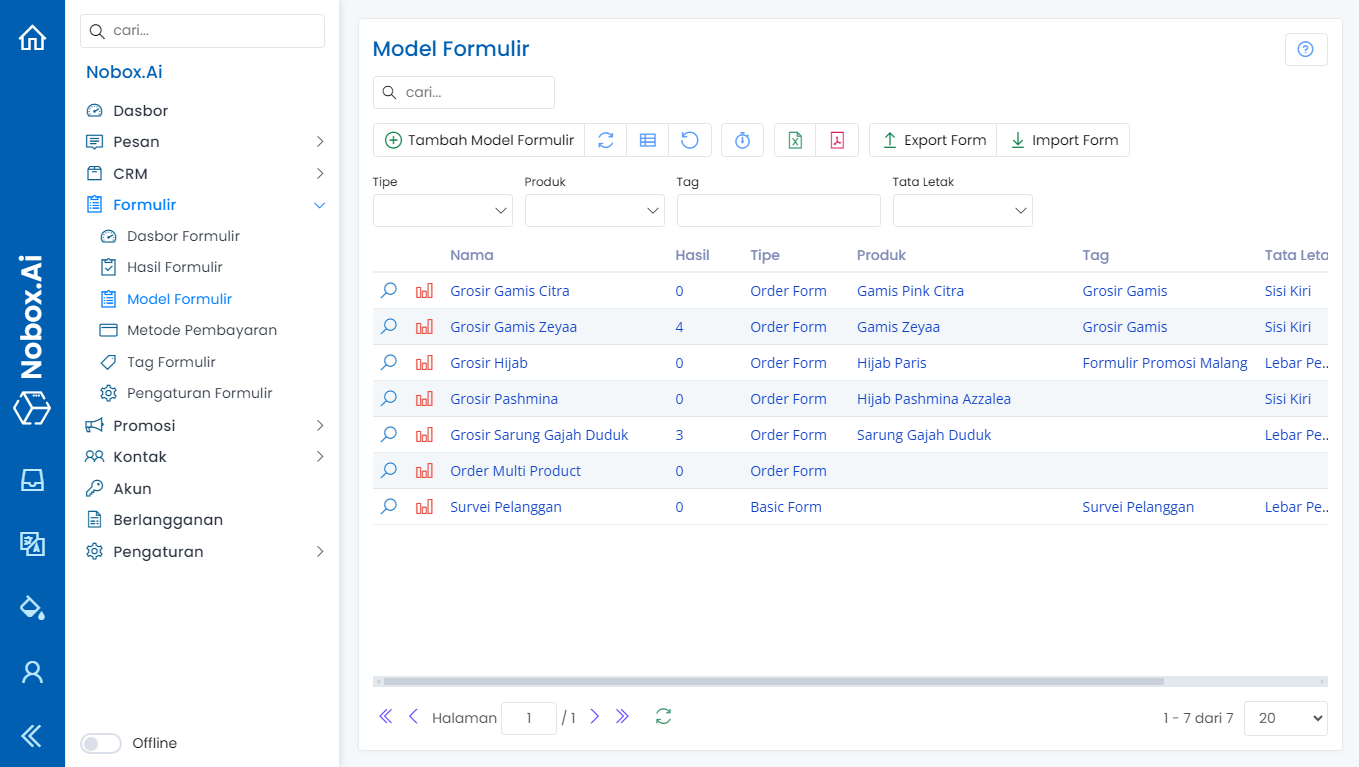 Nobox.Ai
cari...
Nobox.Ai
Dasbor
Pesan
CRM
Formulir
Dasbor Formulir
Hasil Formulir
Model Formulir
Metode Pembayaran
Tag Formulir
Pengaturan Formulir
Promosi
Kontak
Akun
Berlangganan
Pengaturan
Offline
Model Formulir
cari...
Tambah Model Formulir Export Form Import Form
Tipe Produk Tag Tata Letak
Nama Hasil Tipe Produk Tag Tata Leta
Grosir Gamis Citra 0 Order Form Gamis Pink Citra Grosir Gamis Sisi Kiri
Grosir Gamis Zeyaa 4 Order Form Gamis Zeyaa Grosir Gamis Sisi Kiri
Grosir Hijab 0 Order Form Hijab Paris Formulir Promosi Malang Lebar Pe...
Grosir Pashmina 0 Order Form Hijab Pashmina Azzalea Sisi Kiri
Grosir Sarung Gajah Duduk 3 Order Form Sarung Gajah Duduk Lebar Pe...
Order Multi Product 0 Order Form
Survei Pelanggan 0 Basic Form Survei Pelanggan Lebar Pe...
Halaman 1 / 1 1 - 7 dari 7 20